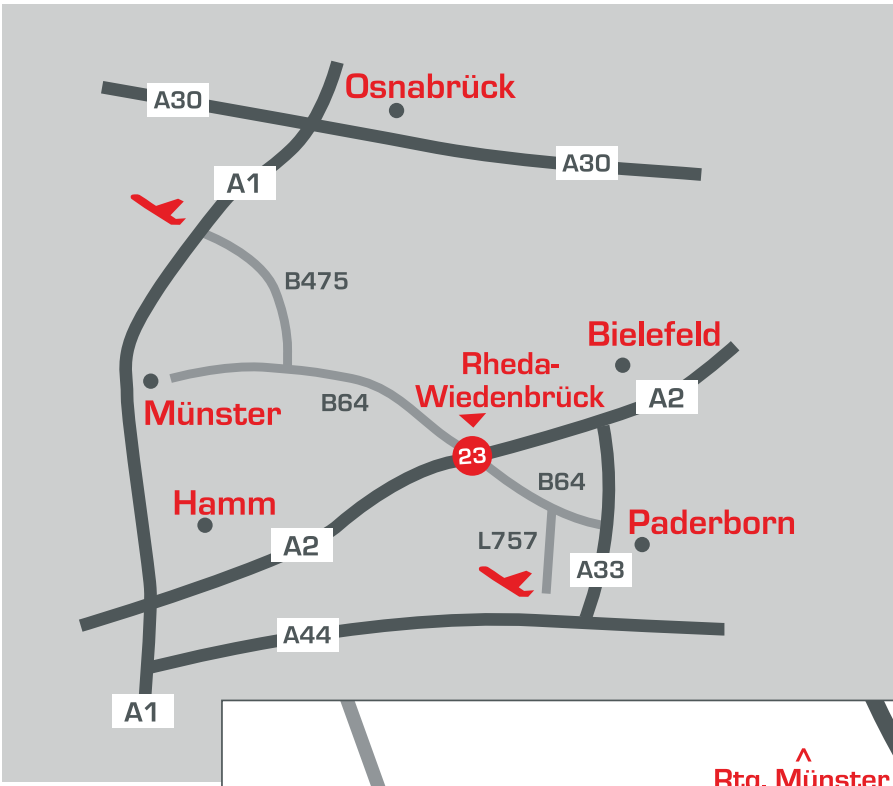 Osnabrück
A30
A30
A1
B475
Bielefeld
Rheda-
Wiedenbrück
A2
B64
Münster
23
B64
Hamm
Paderborn
A2
L757
A33
A44
A1
Rtg. Münster